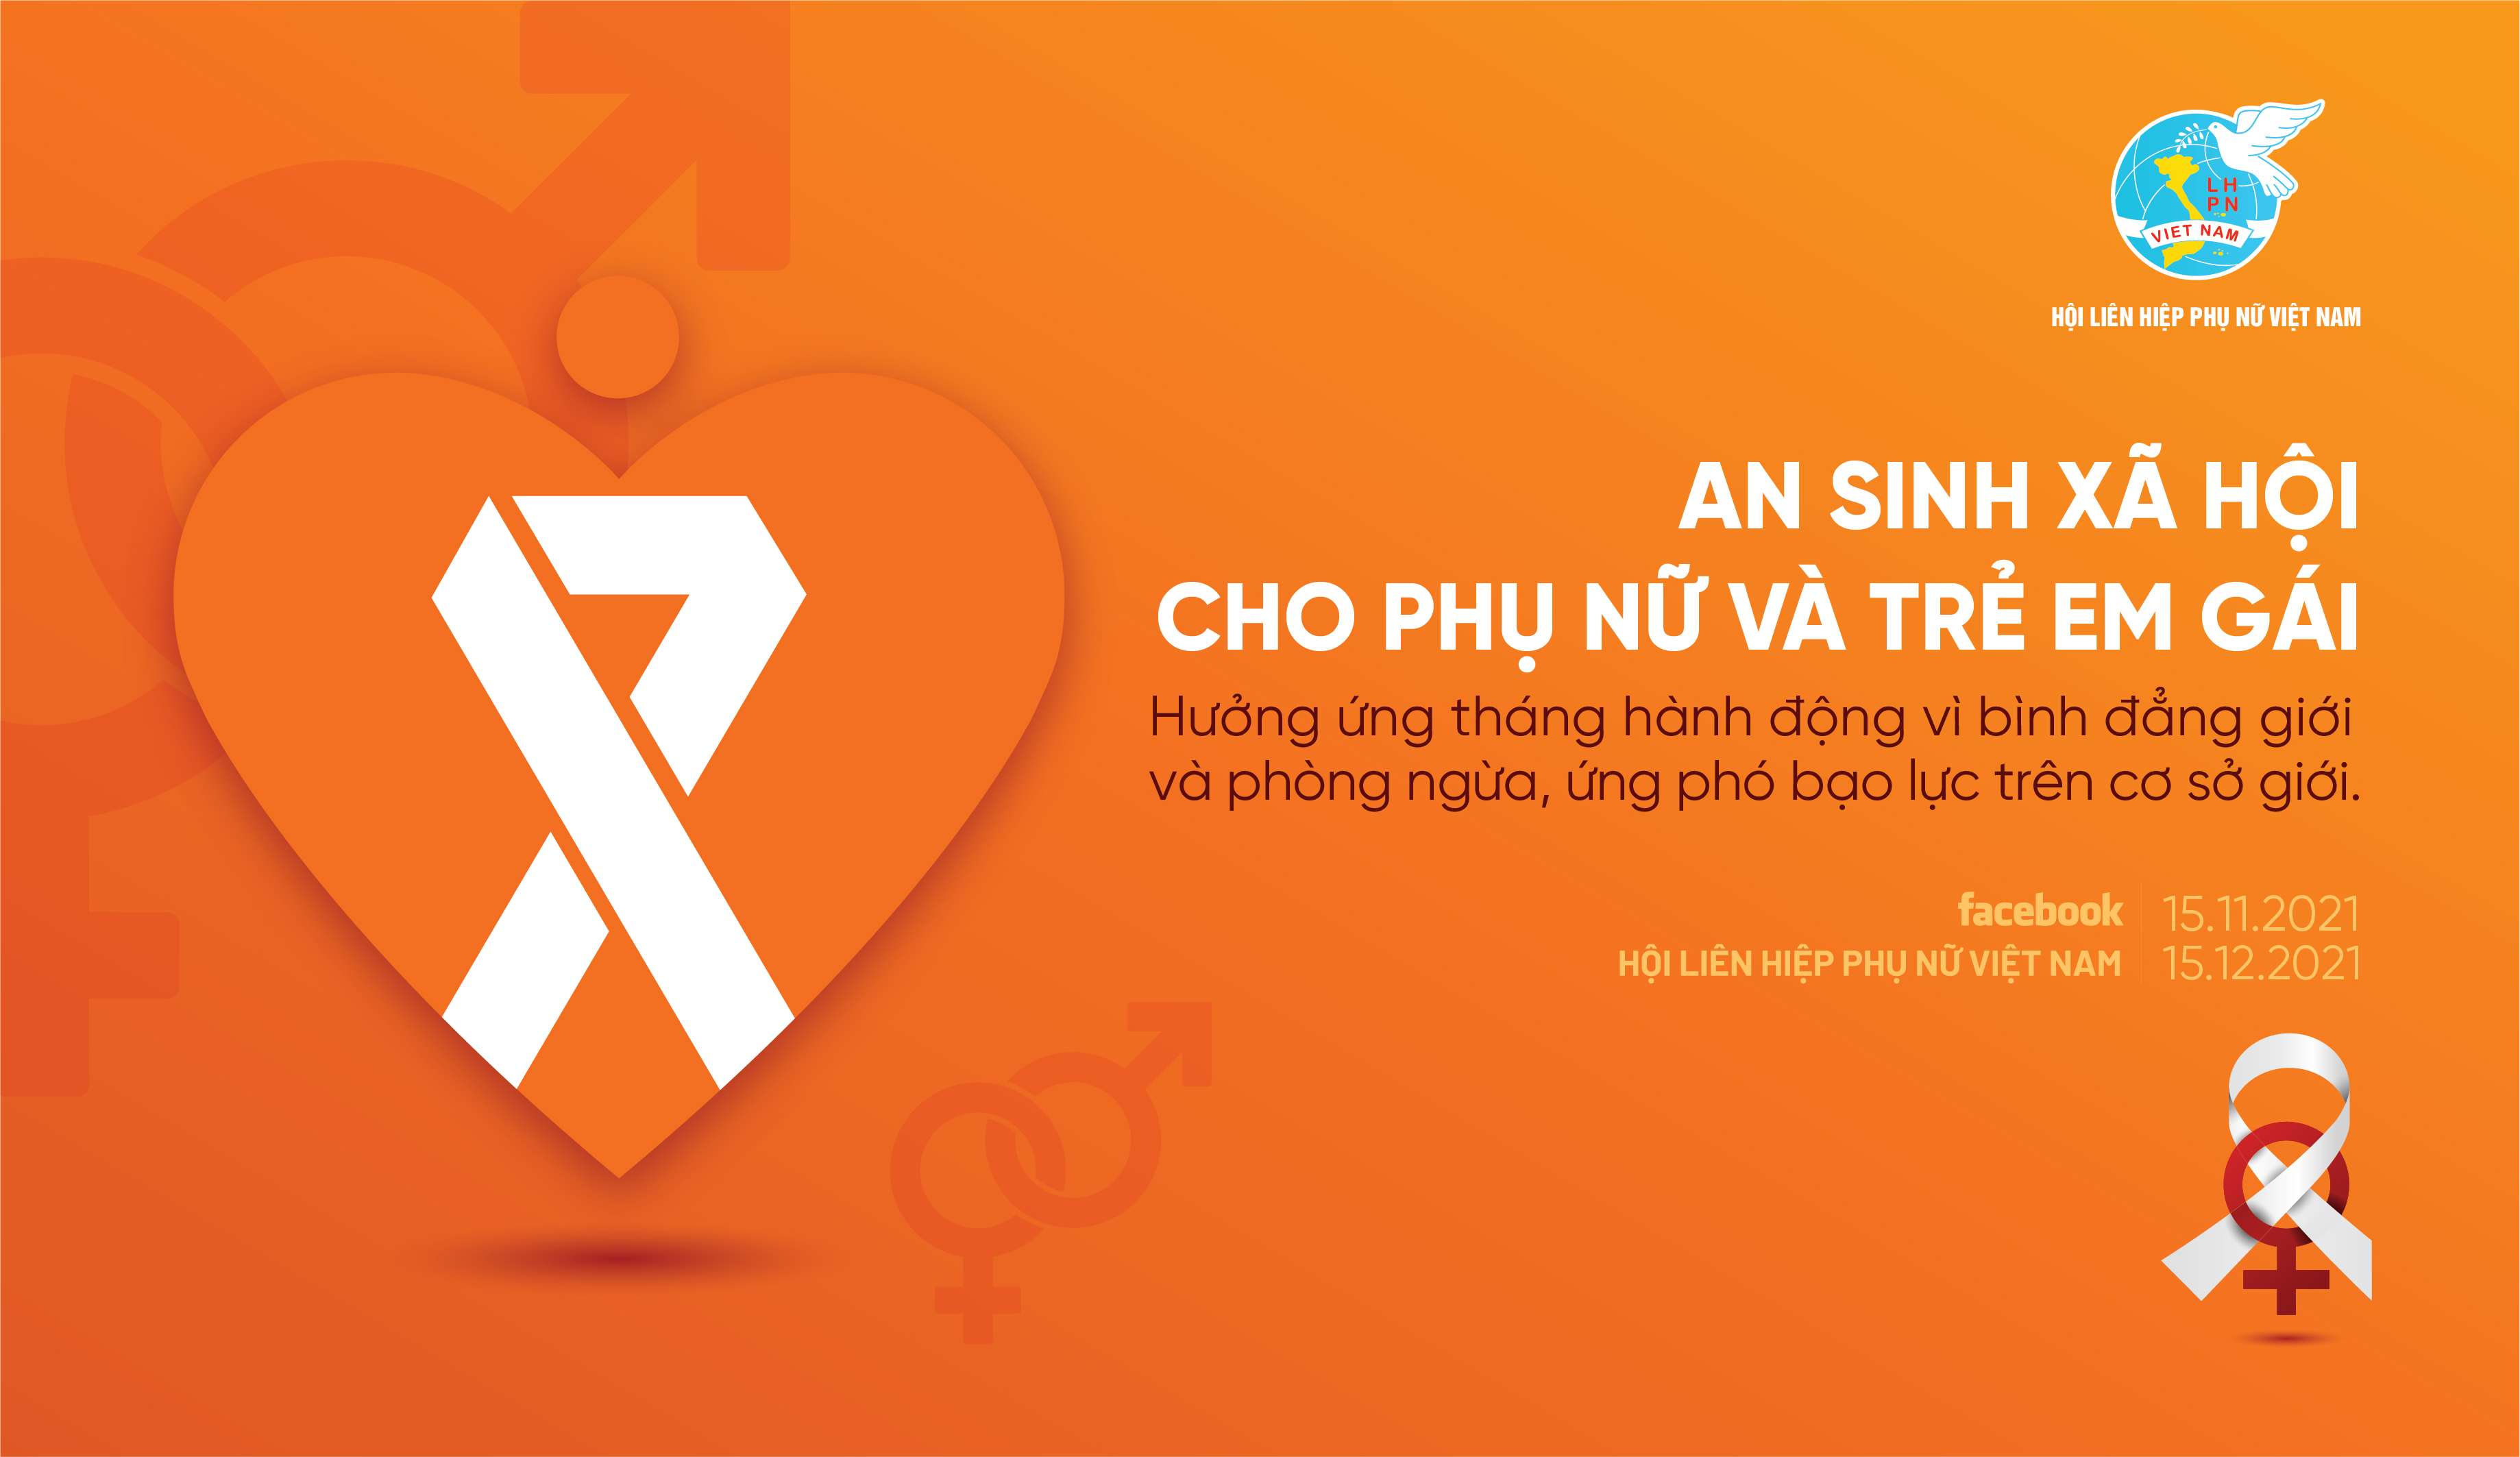 LH
PN
VIET NAM
HỘI LIÊN HIỆP PHỤ NỮ VIỆT NAM
AN SINH XÃ HỘI
CHO PHỤ NỮ VÀ TRẺ EM GÁI
Hưởng ứng tháng hành động vì bình đẳng giới
và phòng ngừa, ứng phó bạo lực trên cơ sở giới.
facebook
HỘI LIÊN HIỆP PHỤ NỮ VIỆT NAM
15.11.2021
15.12.2021